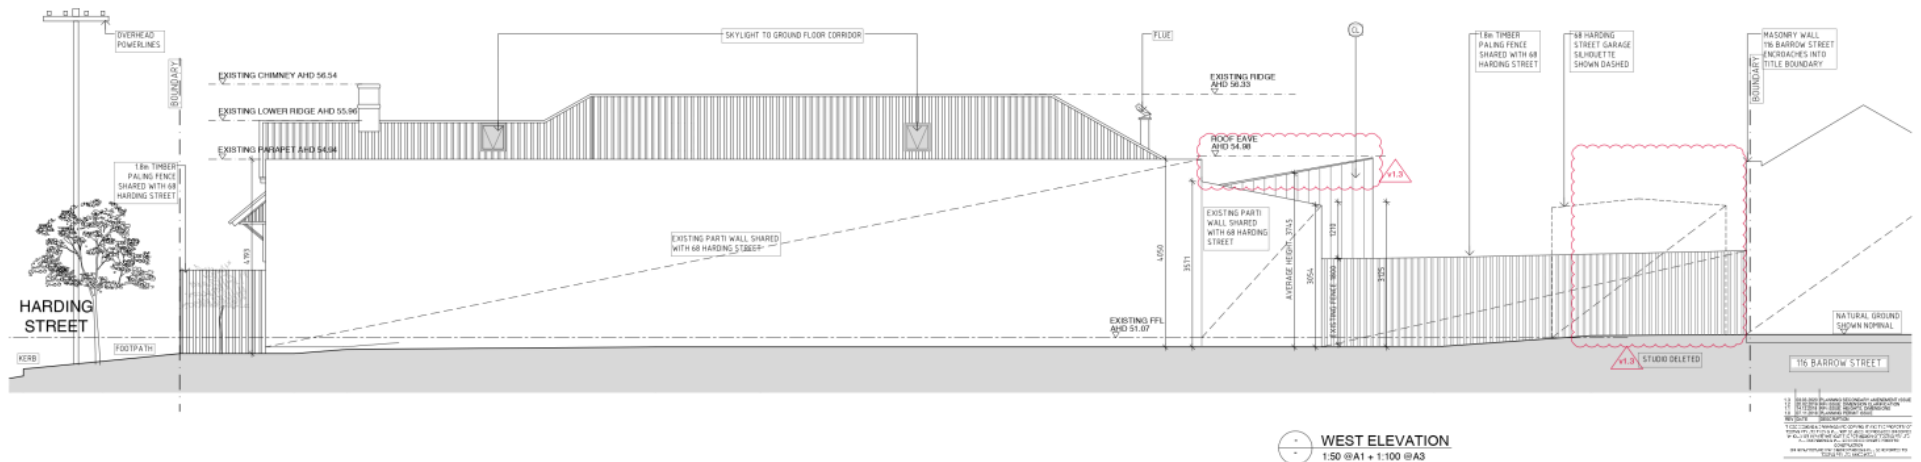 OVERHEAD
POWERLINES
BOUNDARY
EXISTING CHIMNEY AHD 56.54
EXISTING LOWER RIDGE AHD 55.96
EXISTING PARAPET AHD 54.94
1.8m TIMBER
PALING FENCE
SHARED WITH 68
HARDING STREET
SKYLIGHT TO GROUND FLOOR CORRIDOR
FLUE
EXISTING RIDGE
AHD 56.33
ROOF EAVE
AHD 54.98
CL
v1.3
1.8m TIMBER
PALING FENCE
SHARED WITH 68
HARDING STREET
68 HARDING
STREET GARAGE
SILHOUETTE
SHOWN DASHED
BOUNDARY
MASONRY WALL
116 BARROW STREET
ENCROACHES INTO
TITLE BOUNDARY
EXISTING PARTI WALL SHARED
WITH 68 HARDING STREET
EXISTING PARTI
WALL SHARED
WITH 68 HARDING
STREET
4193
4050
3571
AVERAGE HEIGHT 3745
3054
1210
EXISTING FENCE 1800
3125
EXISTING FFL
AHD 51.07
HARDING
STREET
KERB
FOOTPATH
NATURAL GROUND
SHOWN NOMINAL
v1.3
STUDIO DELETED
116 BARROW STREET
WEST ELEVATION
1:50 @A1 + 1:100 @A3